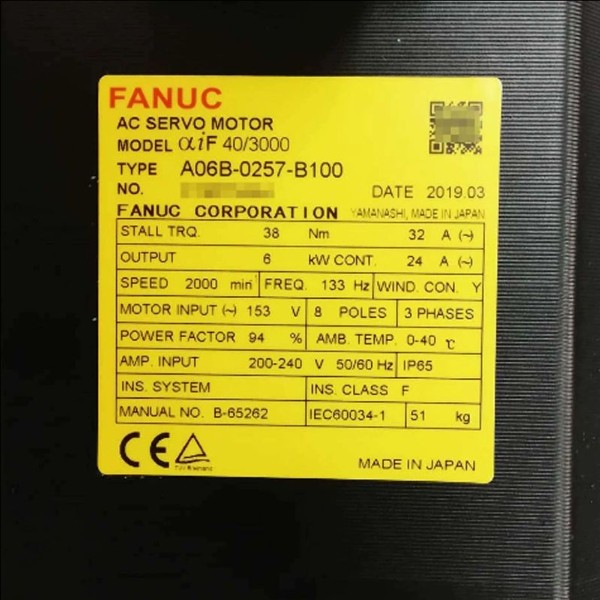 FANUC
AC SERVO MOTOR
MODEL αiF 40/3000
TYPE A06B-0257-B100
NO.
DATE 2019.03
FANUC CORPORATION YAMANASHI, MADE IN JAPAN
STALL TRQ. 38 Nm 32 A (~)
OUTPUT 6 kW CONT. 24 A (~)
SPEED 2000 min⁻¹ FREQ. 133 Hz WIND. CON. Y
MOTOR INPUT (~) 153 V 8 POLES 3 PHASES
POWER FACTOR 94 % AMB. TEMP. 0-40 ℃
AMP. INPUT 200-240 V 50/60 Hz IP65
INS. SYSTEM INS. CLASS F
MANUAL NO. B-65262 IEC60034-1 51 kg
CE
MADE IN JAPAN